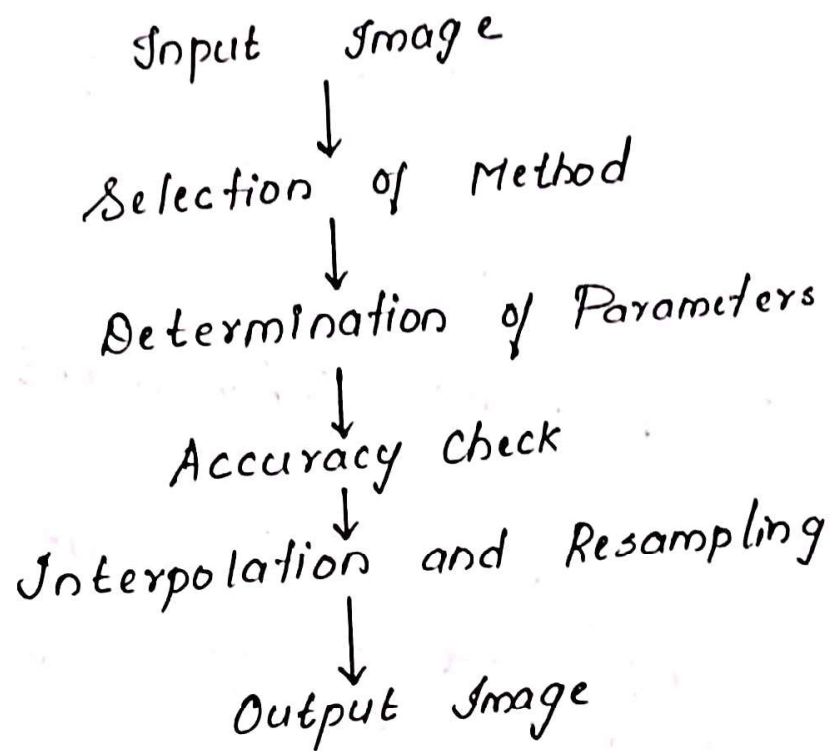 Input Image
Selection of Method
Determination of Parameters
Accuracy Check
Interpolation and Resampling
Output Image